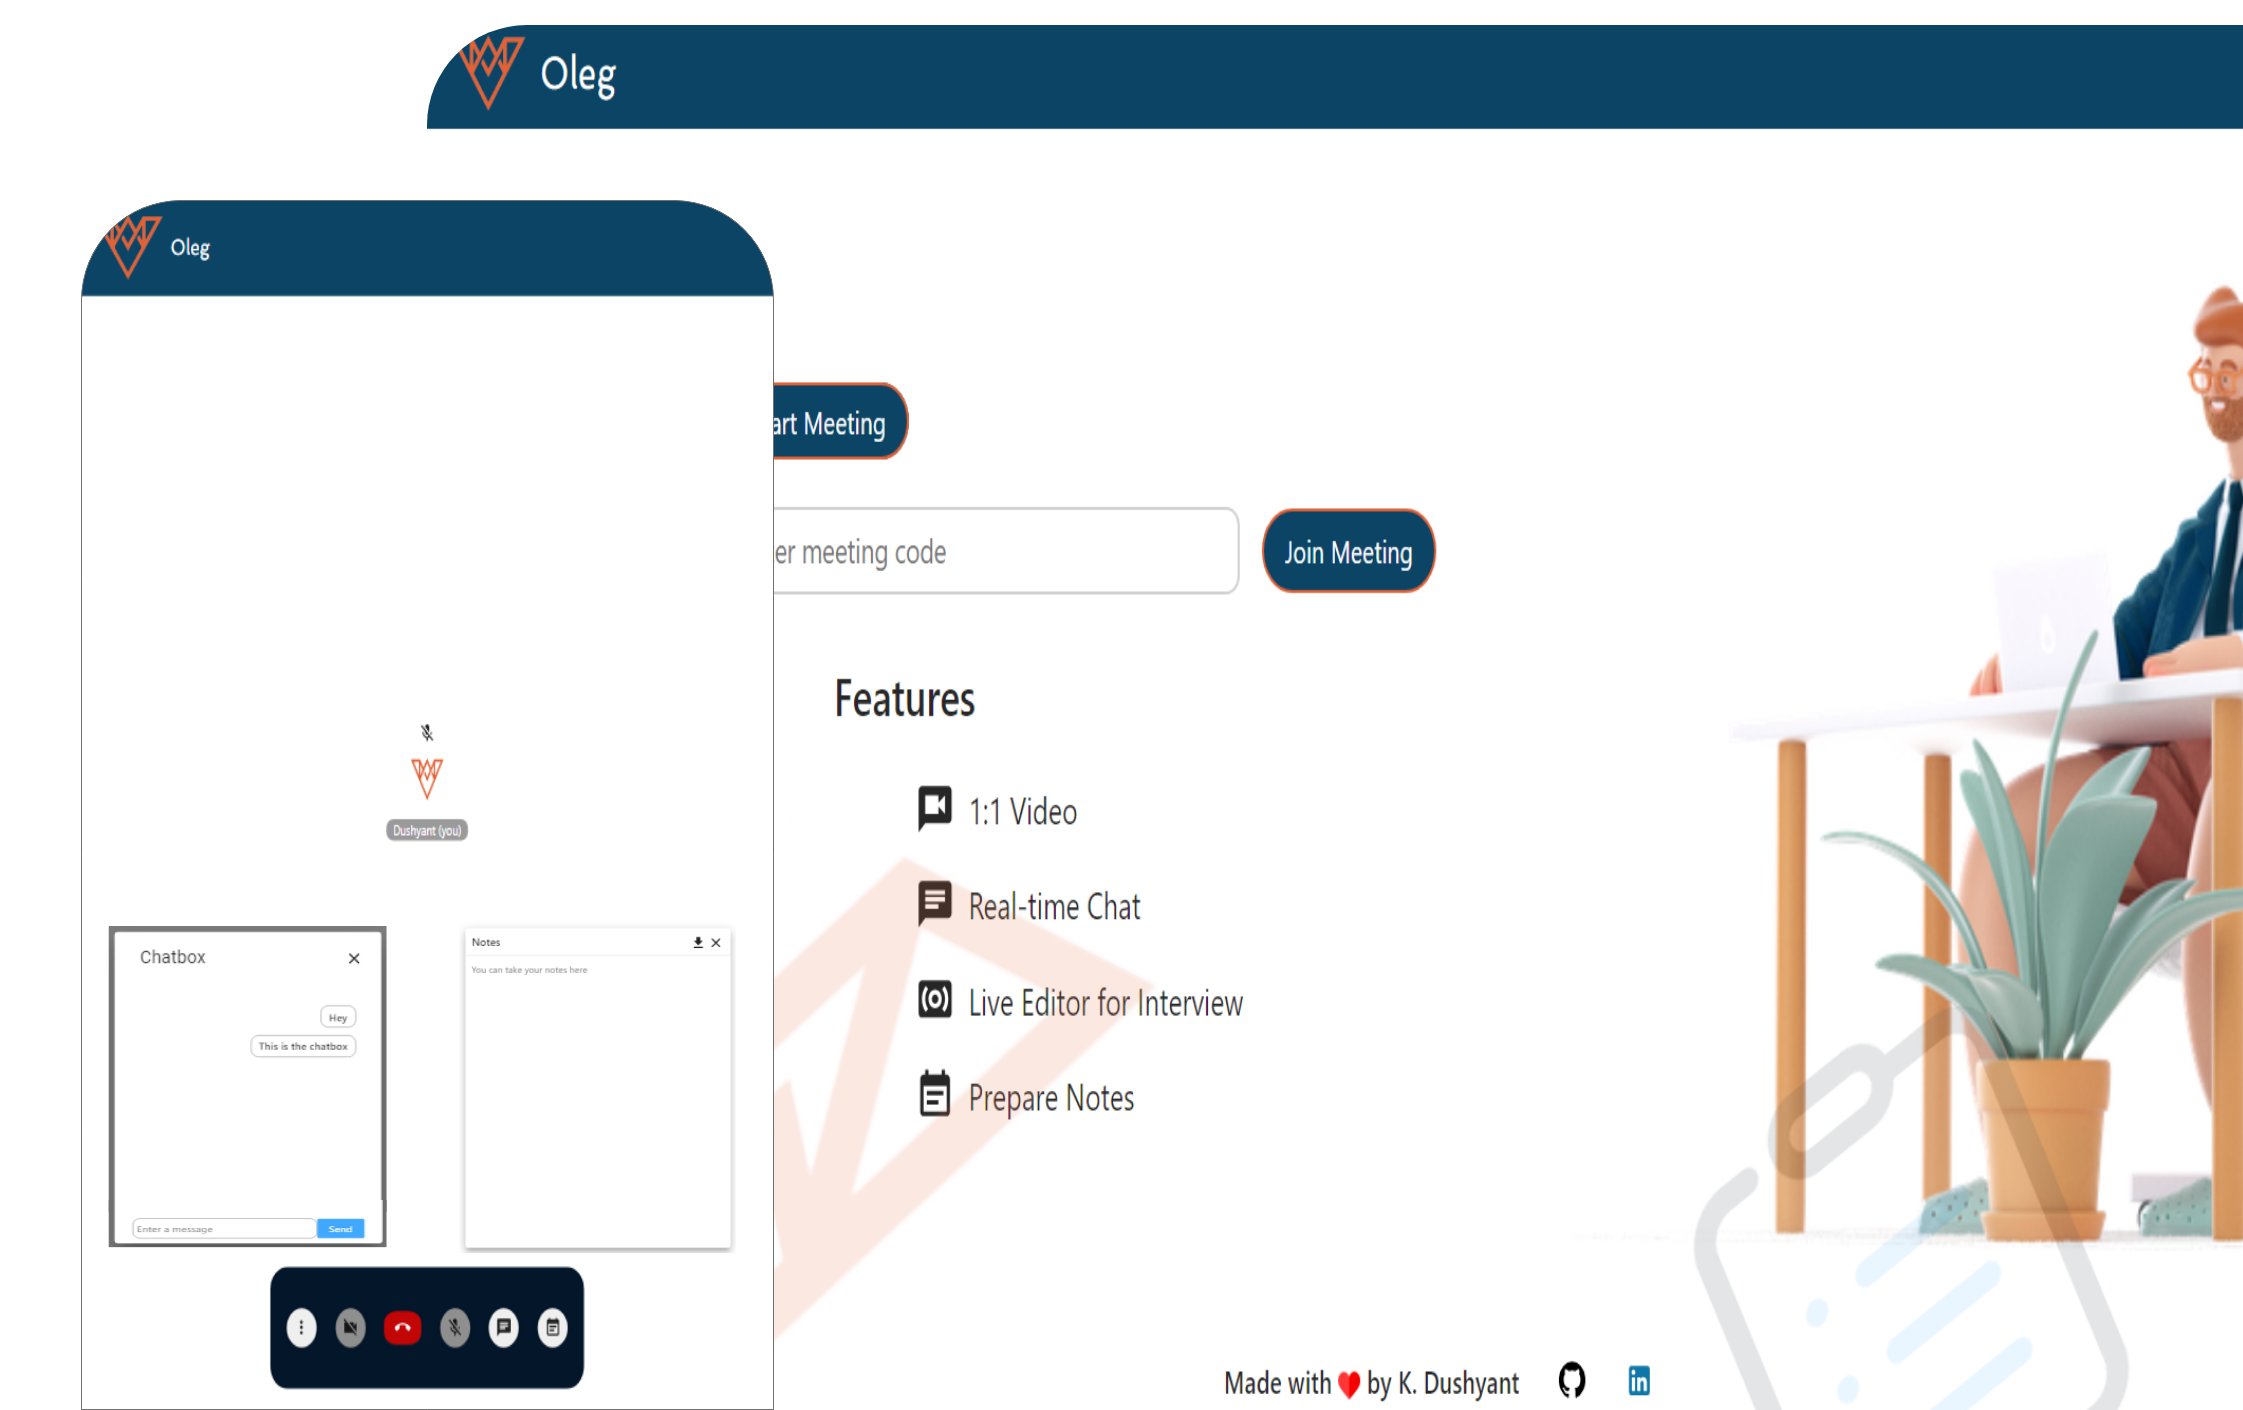 Oleg
Oleg
art Meeting
er meeting code
Join Meeting
Features
1:1 Video
Real-time Chat
Live Editor for Interview
Prepare Notes
Dushyant (you)
Chatbox
Hey
This is the chatbox
Enter a message
Send
Notes
You can take your notes here
Made with ❤ by K. Dushyant
in